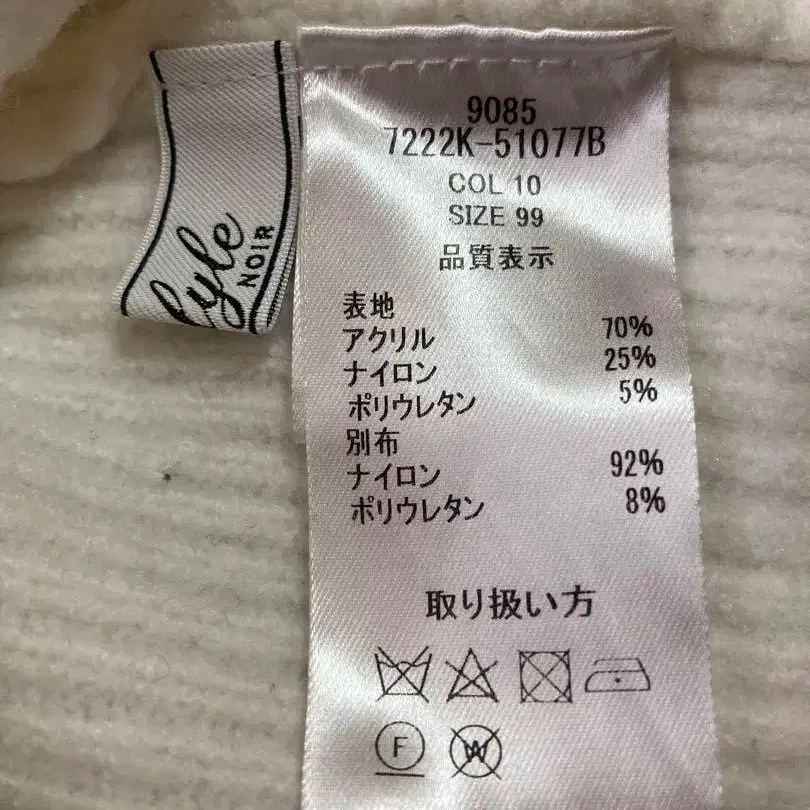 fyle
NOIR
9085
7222K-51077B
COL 10
SIZE 99
品質表示
表地
アクリル 70%
ナイロン 25%
ポリウレタン 5%
別布
ナイロン 92%
ポリウレタン 8%
取り扱い方
F
W